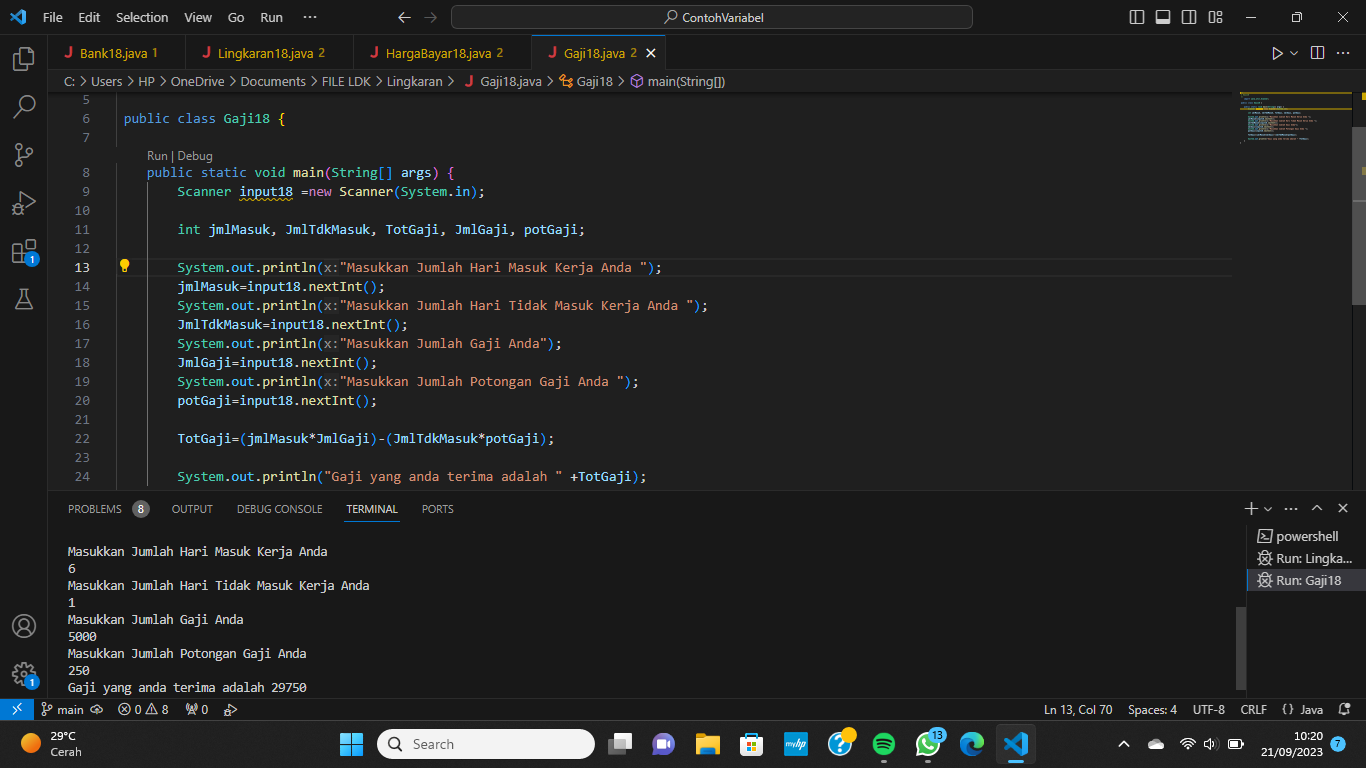 File Edit Selection View Go Run ··· ContohVariabel
Bank18.java 1 Lingkaran18.java 2 HargaBayar18.java 2 Gaji18.java 2
C: > Users > HP > OneDrive > Documents > FILE LDK > Lingkaran > Gaji18.java > Gaji18 > main(String[])
5
6 public class Gaji18 {
7
Run | Debug
8 public static void main(String[] args) {
9 Scanner input18 =new Scanner(System.in);
10
11 int jmlMasuk, JmlTdkMasuk, TotGaji, JmlGaji, potGaji;
12
13 System.out.println(x:"Masukkan Jumlah Hari Masuk Kerja Anda ");
14 jmlMasuk=input18.nextInt();
15 System.out.println(x:"Masukkan Jumlah Hari Tidak Masuk Kerja Anda ");
16 JmlTdkMasuk=input18.nextInt();
17 System.out.println(x:"Masukkan Jumlah Gaji Anda");
18 JmlGaji=input18.nextInt();
19 System.out.println(x:"Masukkan Jumlah Potongan Gaji Anda ");
20 potGaji=input18.nextInt();
21
22 TotGaji=(jmlMasuk*JmlGaji)-(JmlTdkMasuk*potGaji);
23
24 System.out.println("Gaji yang anda terima adalah " +TotGaji);
PROBLEMS 8 OUTPUT DEBUG CONSOLE TERMINAL PORTS
Masukkan Jumlah Hari Masuk Kerja Anda
6
Masukkan Jumlah Hari Tidak Masuk Kerja Anda
1
Masukkan Jumlah Gaji Anda
5000
Masukkan Jumlah Potongan Gaji Anda
250
Gaji yang anda terima adalah 29750
powershell
Run: Lingka...
Run: Gaji18
1
1
main 0 8 0 Ln 13, Col 70 Spaces: 4 UTF-8 CRLF {} Java
29°C
Cerah
Search
myhp
13
10:20
21/09/2023
7